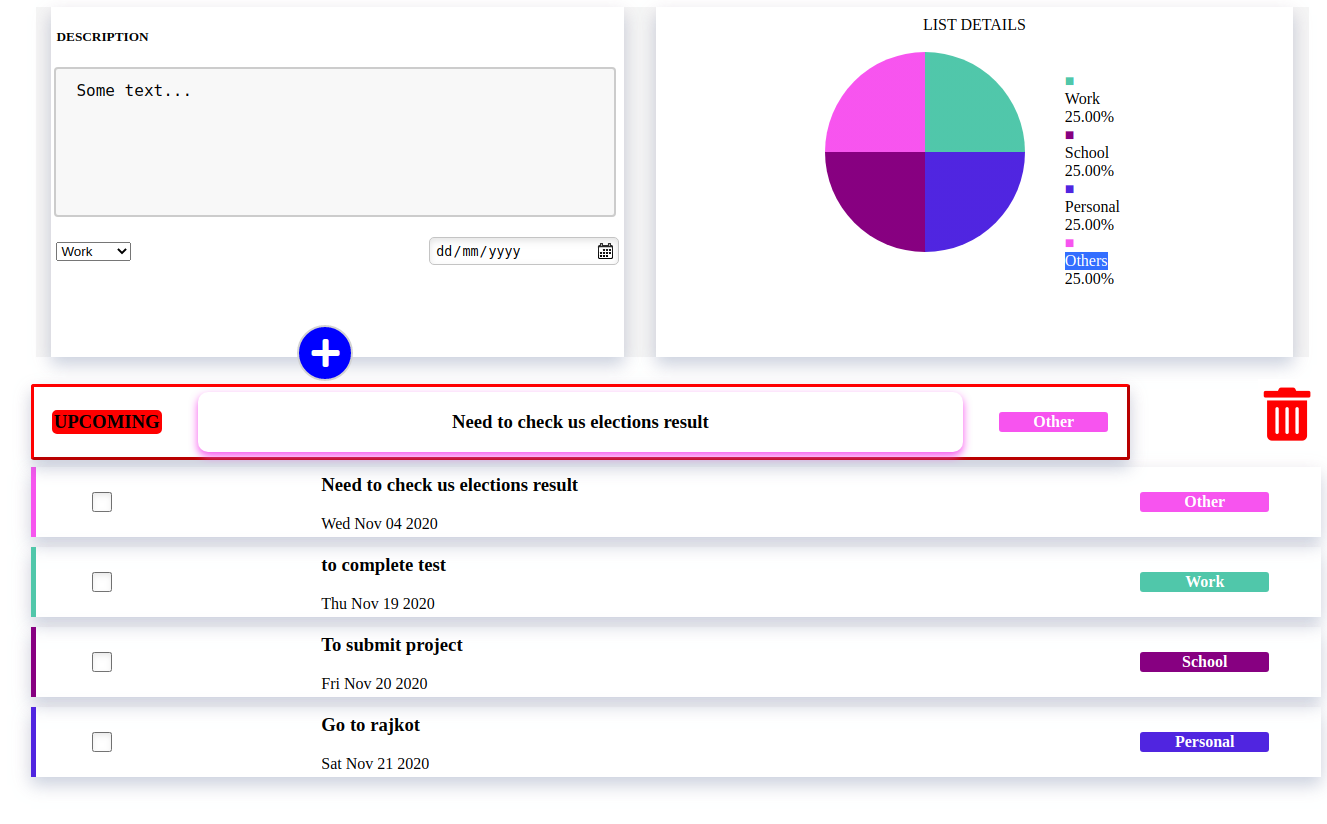 DESCRIPTION
Some text...
Work
dd/mm/yyyy
LIST DETAILS
Work
25.00%
School
25.00%
Personal
25.00%
Others
25.00%
UPCOMING
Need to check us elections result
Other
Need to check us elections result
Wed Nov 04 2020
Other
to complete test
Thu Nov 19 2020
Work
To submit project
Fri Nov 20 2020
School
Go to rajkot
Sat Nov 21 2020
Personal